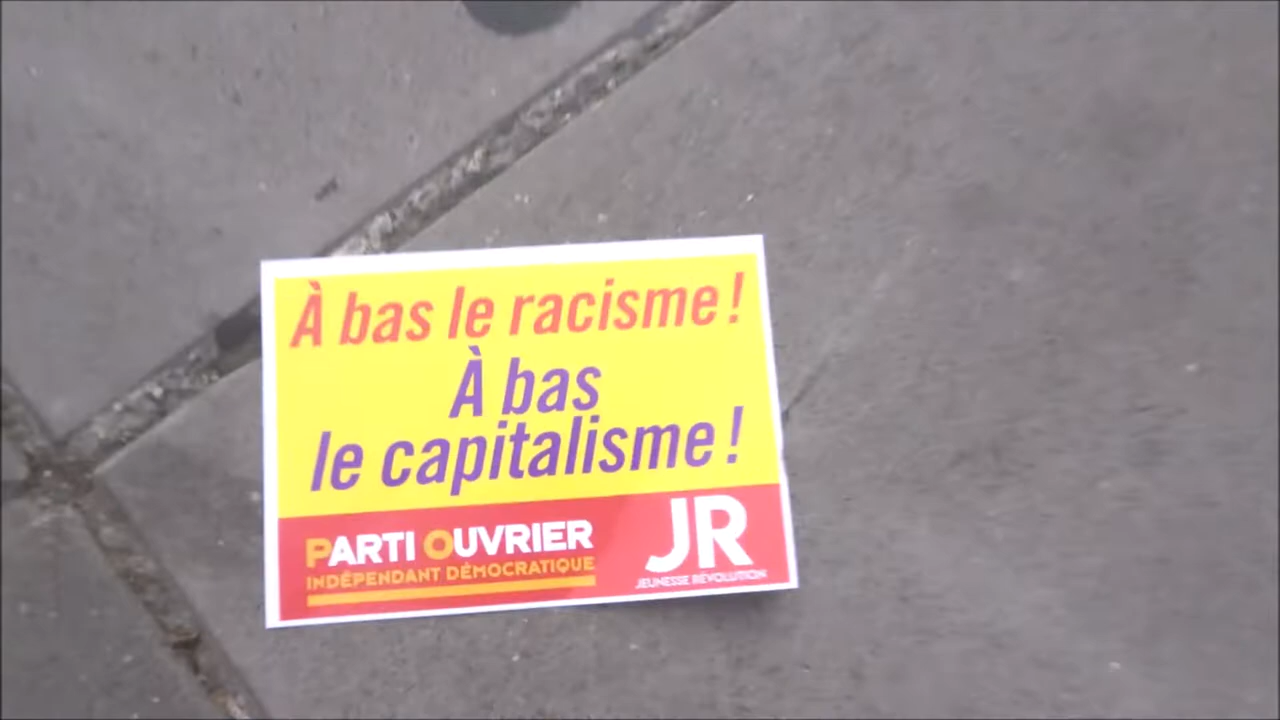 À bas le racisme !
À bas
le capitalisme !
PARTI OUVRIER
INDÉPENDANT DÉMOCRATIQUE
JR
JEUNESSE RÉVOLUTION